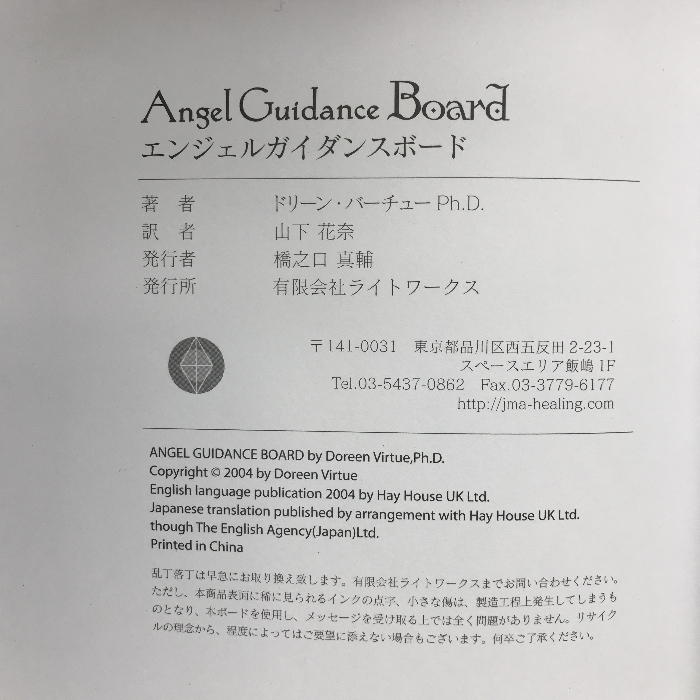 Angel Guidance Board
エンジェルガイダンスボード
著　者　ドリーン・バーチュー Ph.D.
訳　者　山下 花奈
発行者　橋之口 真輔
発行所　有限会社ライトワークス
〒141-0031　東京都品川区西五反田 2-23-1
スペースエリア飯嶋 1F
Tel.03-5437-0862　Fax.03-3779-6177
http://jma-healing.com
ANGEL GUIDANCE BOARD by Doreen Virtue,Ph.D.
Copyright © 2004 by Doreen Virtue
English language publication 2004 by Hay House UK Ltd.
Japanese translation published by arrangement with Hay House UK Ltd.
though The English Agency(Japan)Ltd.
Printed in China
乱丁落丁は早急にお取り換え致します。有限会社ライトワークスまでお問い合わせください。
ただし、本商品表面に稀に見られるインクの点字、小さな傷は、製造工程上発生してしまうも
のとなり、本ボードを使用し、メッセージを受け取る上では全く問題がありません。リサイク
ルの理念から、程度によってはご要望に添えない場合もございます。何卒ご了承ください。